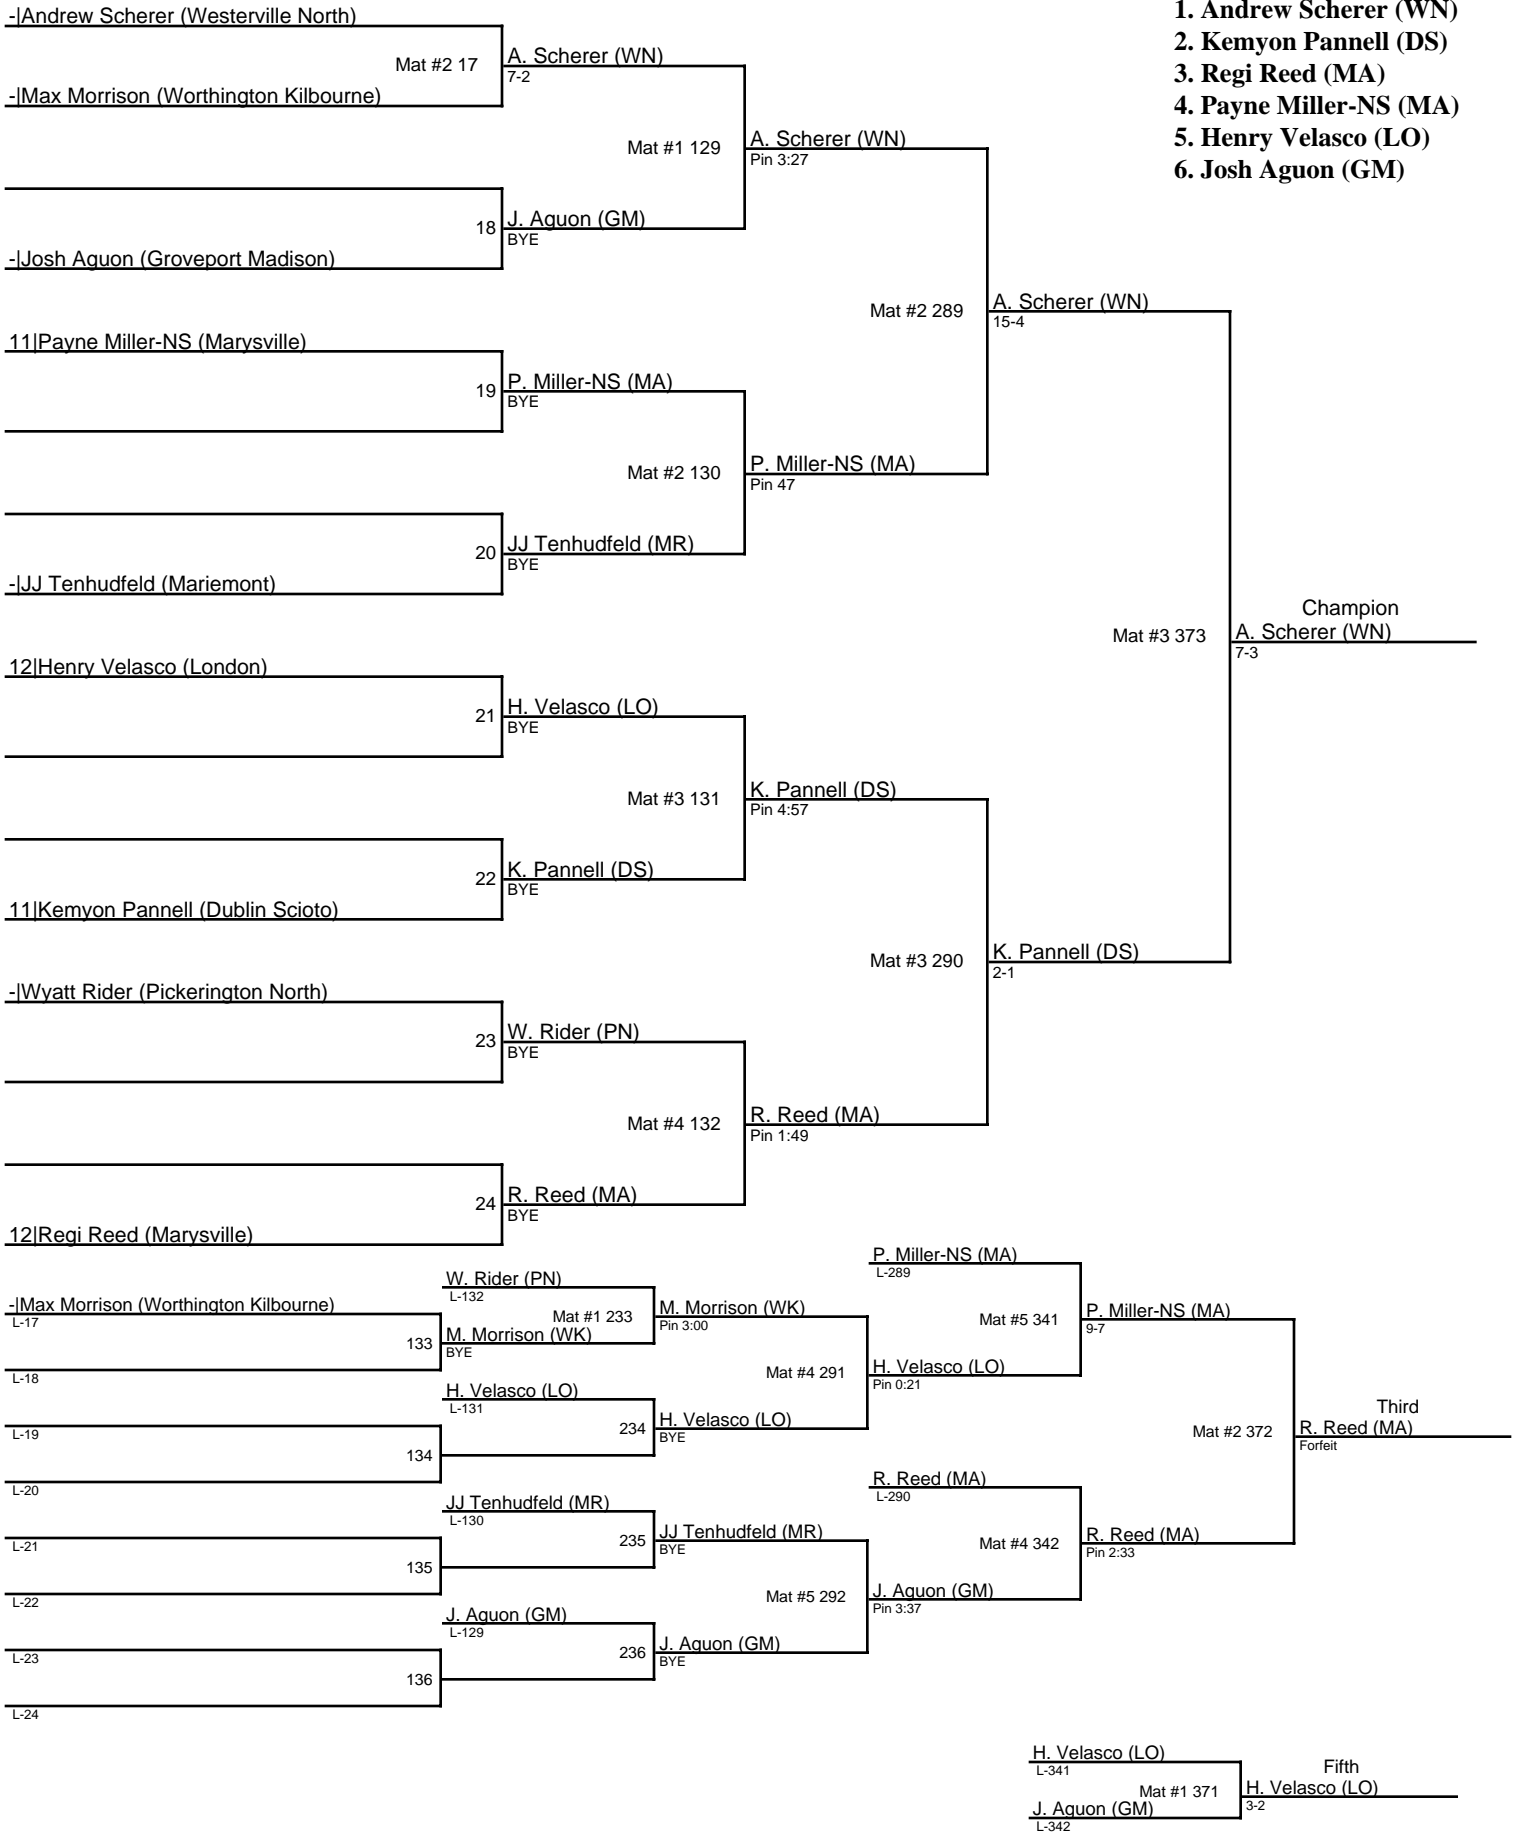 -|Andrew Scherer (Westerville North)
Mat #2 17
-|Max Morrison (Worthington Kilbourne)
18
-|Josh Aguon (Groveport Madison)
11|Payne Miller-NS (Marysville)
19
20
-|JJ Tenhudfeld (Mariemont)
12|Henry Velasco (London)
21
22
11|Kemyon Pannell (Dublin Scioto)
-|Wyatt Rider (Pickerington North)
23
24
12|Regi Reed (Marysville)
A. Scherer (WN)
7-2
Mat #1 129
J. Aguon (GM)
BYE
P. Miller-NS (MA)
BYE
Mat #2 130
JJ Tenhudfeld (MR)
BYE
H. Velasco (LO)
BYE
Mat #3 131
K. Pannell (DS)
BYE
W. Rider (PN)
BYE
Mat #4 132
R. Reed (MA)
BYE
A. Scherer (WN)
Pin 3:27
Mat #2 289
P. Miller-NS (MA)
Pin 47
K. Pannell (DS)
Pin 4:57
Mat #3 290
R. Reed (MA)
Pin 1:49
A. Scherer (WN)
15-4
Mat #3 373
K. Pannell (DS)
2-1
Champion
A. Scherer (WN)
7-3
1. Andrew Scherer (WN)
2. Kemyon Pannell (DS)
3. Regi Reed (MA)
4. Payne Miller-NS (MA)
5. Henry Velasco (LO)
6. Josh Aguon (GM)
-|Max Morrison (Worthington Kilbourne)
L-17
133
L-18
L-19
134
L-20
L-21
135
L-22
L-23
136
L-24
W. Rider (PN)
L-132
Mat #1 233
M. Morrison (WK)
BYE
H. Velasco (LO)
L-131
234
JJ Tenhudfeld (MR)
L-130
235
J. Aguon (GM)
L-129
236
M. Morrison (WK)
Pin 3:00
Mat #4 291
H. Velasco (LO)
BYE
JJ Tenhudfeld (MR)
BYE
Mat #5 292
J. Aguon (GM)
BYE
P. Miller-NS (MA)
L-289
Mat #5 341
H. Velasco (LO)
Pin 0:21
R. Reed (MA)
L-290
Mat #4 342
J. Aguon (GM)
Pin 3:37
P. Miller-NS (MA)
9-7
Mat #2 372
R. Reed (MA)
Pin 2:33
Third
R. Reed (MA)
Forfeit
H. Velasco (LO)
L-341
Mat #1 371
J. Aguon (GM)
L-342
Fifth
H. Velasco (LO)
3-2